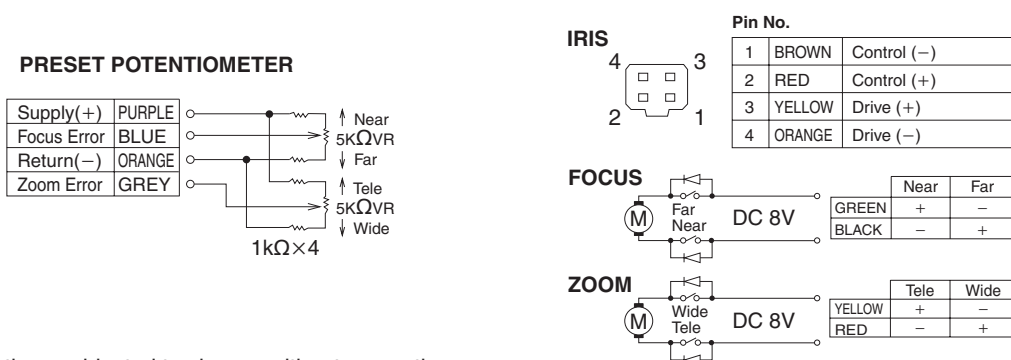 PRESET POTENTIOMETER
Supply(+) PURPLE
Focus Error BLUE
Return(−) ORANGE
Zoom Error GREY
Near
5KΩVR
Far
Tele
5KΩVR
Wide
1kΩ×4
IRIS
Pin No.
4 3
2 1
1 BROWN Control (−)
2 RED Control (+)
3 YELLOW Drive (+)
4 ORANGE Drive (−)
FOCUS
M
Far
Near
DC 8V
Near Far
GREEN + −
BLACK − +
ZOOM
M
Wide
Tele
DC 8V
Tele Wide
YELLOW + −
RED − +